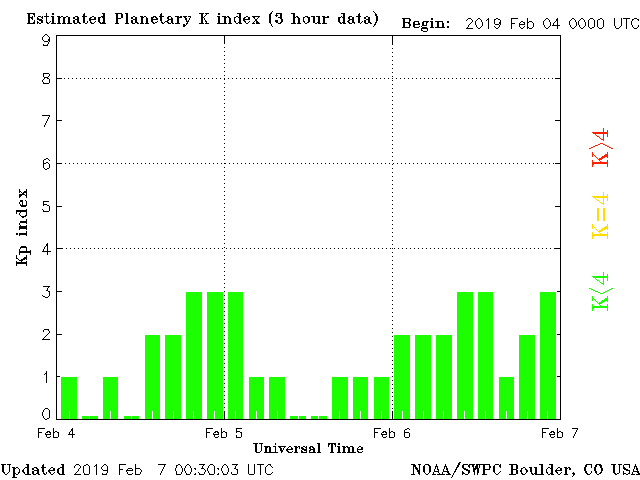 Estimated Planetary K index (3 hour data) Begin: 2019 Feb 04 0000 UTC
9
8
7
6
5
4
3
2
1
0
Kp index
K>4
K=4
K<4
Feb 4 Feb 5 Feb 6 Feb 7
Universal Time
Updated 2019 Feb 7 00:30:03 UTC NOAA/SWPC Boulder, CO USA